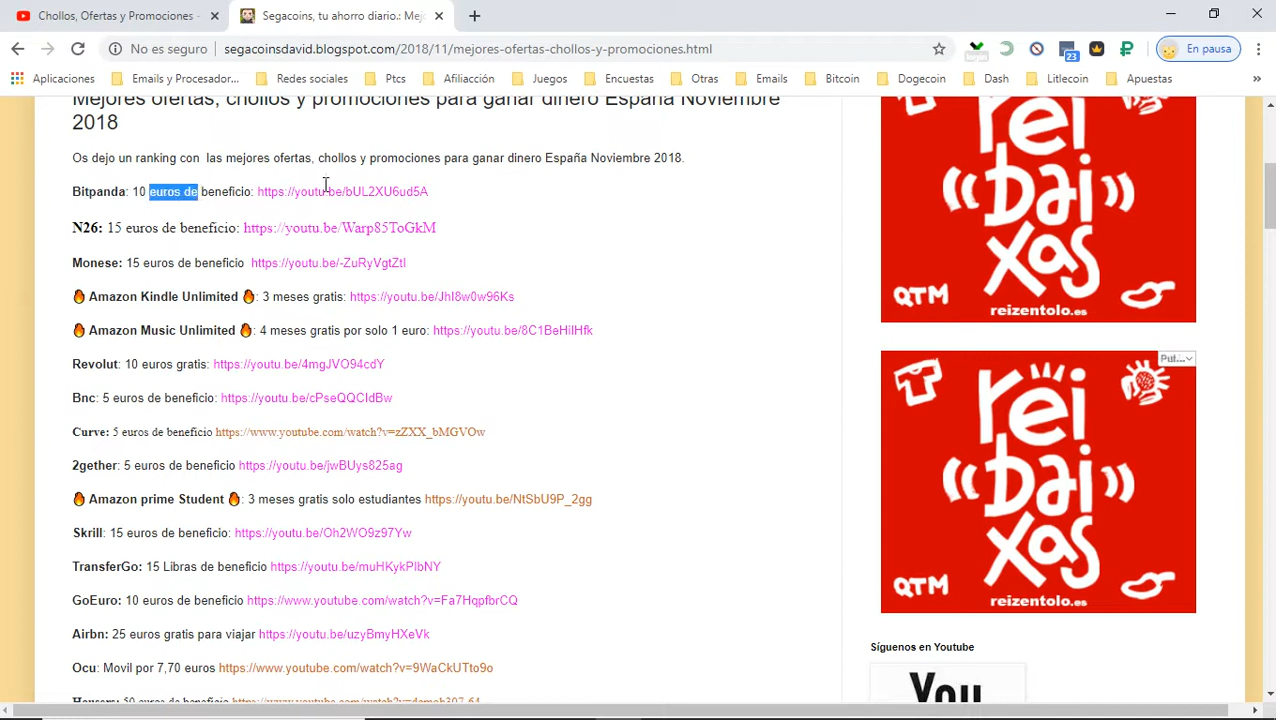 Chollos, Ofertas y Promociones -
Segacoins, tu ahorro diario.: Mejo
No es seguro
segacoinsdavid.blogspot.com/2018/11/mejores-ofertas-chollos-y-promociones.html
23
En pausa
Aplicaciones
Emails y Procesador...
Redes sociales
Ptcs
Afiliacción
Juegos
Encuestas
Otros
Emails
Bitcoin
Dogecoin
Dash
Litlecoin
Apuestas
»
Mejores ofertas, chollos y promociones para ganar dinero España Noviembre
2018
Os dejo un ranking con las mejores ofertas, chollos y promociones para ganar dinero España Noviembre 2018.
Bitpanda: 10 euros de beneficio: https://youtu.be/bUL2XU6ud5A
N26: 15 euros de beneficio: https://youtu.be/Warp85ToGkM
Monese: 15 euros de beneficio https://youtu.be/-ZuRyVgtZtI
🔥 Amazon Kindle Unlimited 🔥: 3 meses gratis: https://youtu.be/JhI8w0w96Ks
🔥 Amazon Music Unlimited 🔥: 4 meses gratis por solo 1 euro: https://youtu.be/8C1BeHiIHfk
Revolut: 10 euros gratis: https://youtu.be/4mgJVO94cdY
Bnc: 5 euros de beneficio: https://youtu.be/cPseQQCIdBw
Curve: 5 euros de beneficio https://www.youtube.com/watch?v=zZXX_bMGVOw
2gether: 5 euros de beneficio https://youtu.be/jwBUys825ag
🔥 Amazon prime Student 🔥: 3 meses gratis solo estudiantes https://youtu.be/NtSbU9P_2gg
Skrill: 15 euros de beneficio: https://youtu.be/Oh2WO9z97Yw
TransferGo: 15 Libras de beneficio https://youtu.be/muHKykPIbNY
GoEuro: 10 euros de beneficio https://www.youtube.com/watch?v=Fa7HqpfbrCQ
Airbn: 25 euros gratis para viajar https://youtu.be/uzyBmyHXeVk
Ocu: Movil por 7,70 euros https://www.youtube.com/watch?v=9WaCkUTto9o
rei
((Dai))
xas
QTM
reizentolo.es
Put...
rei
((Dai))
xas
QTM
reizentolo.es
Síguenos en Youtube
You